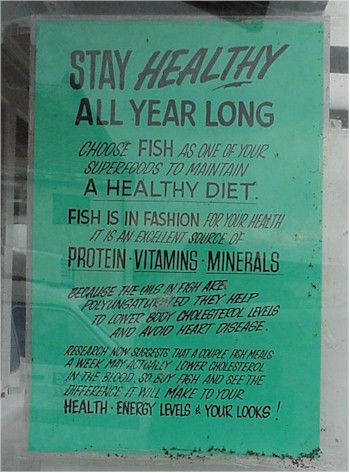 STAY HEALTHY
ALL YEAR LONG
CHOOSE FISH AS ONE OF YOUR
SUPERFOODS TO MAINTAIN
A HEALTHY DIET.
FISH IS IN FASHION FOR YOUR HEALTH
IT IS AN EXCELLENT SOURCE OF
PROTEIN · VITAMINS · MINERALS
BECAUSE THE OILS IN FISH ARE
POLYUNSATURATED THEY HELP
TO LOWER BODY CHOLESTEROL LEVELS
AND AVOID HEART DISEASE.
RESEARCH NOW SUGGESTS THAT A COUPLE FISH MEALS
A WEEK MAY ACTUALLY LOWER CHOLESTEROL
IN THE BLOOD, SO BUY FISH AND SEE THE
DIFFERENCE IT WILL MAKE TO YOUR
HEALTH · ENERGY LEVELS & YOUR LOOKS!